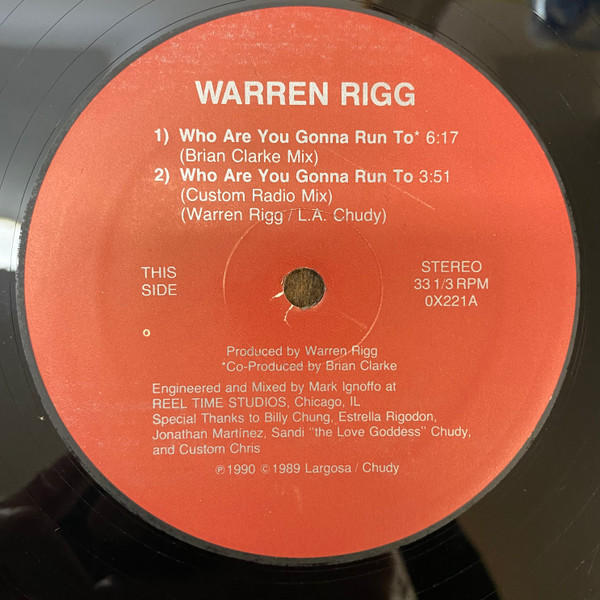 WARREN RIGG
1) Who Are You Gonna Run To* 6:17
(Brian Clarke Mix)
2) Who Are You Gonna Run To 3:51
(Custom Radio Mix)
(Warren Rigg / L.A. Chudy)
THIS
SIDE
STEREO
33 1/3 RPM
0X221A
Produced by Warren Rigg
*Co-Produced by Brian Clarke
Engineered and Mixed by Mark Ignoffo at
REEL TIME STUDIOS, Chicago, IL
Special Thanks to Billy Chung, Estrella Rigodon,
Jonathan Martinez, Sandi "the Love Goddess" Chudy,
and Custom Chris
℗1990 ©1989 Largosa / Chudy